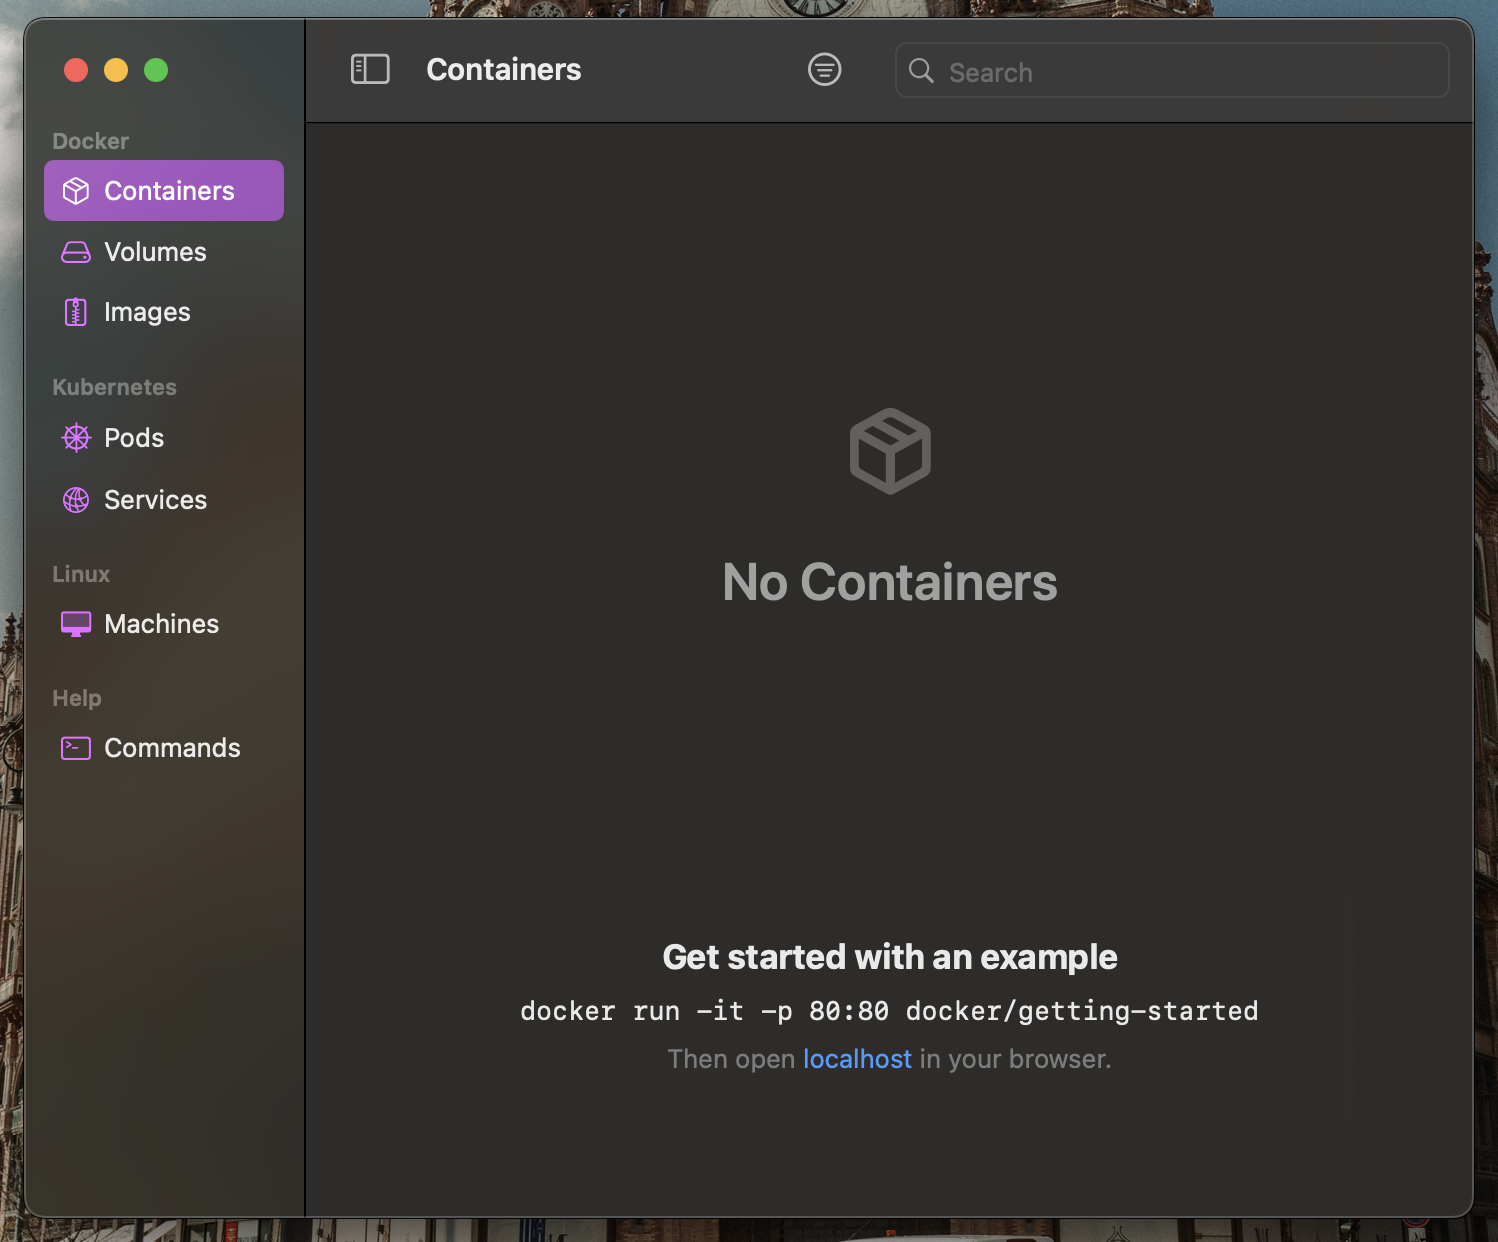 Containers
Search
Docker
Containers
Volumes
Images
Kubernetes
Pods
Services
Linux
Machines
Help
Commands
No Containers
Get started with an example
docker run -it -p 80:80 docker/getting-started
Then open localhost in your browser.